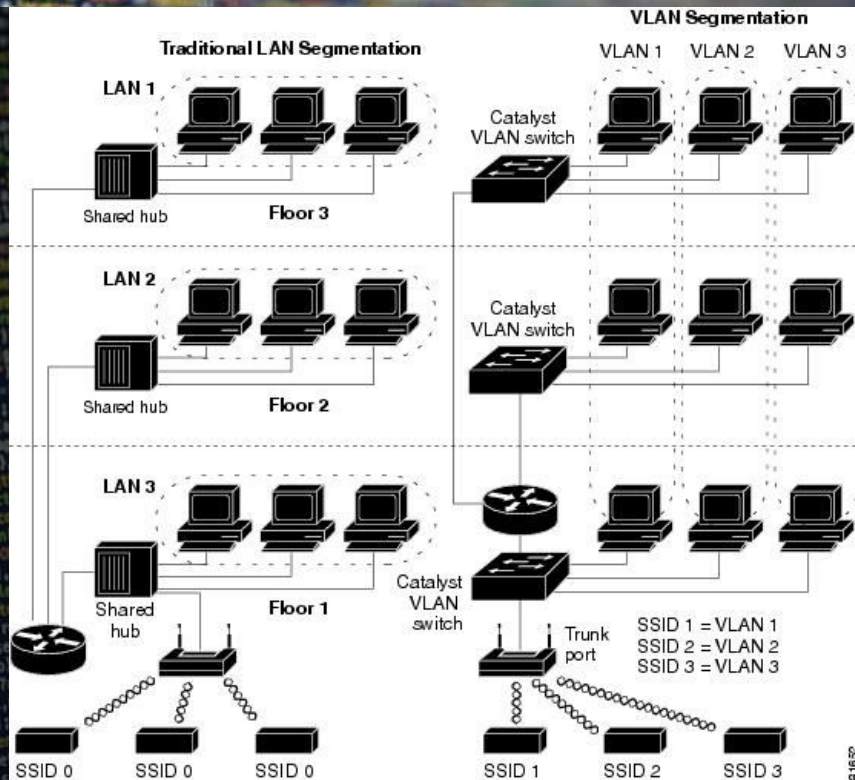 VLAN Segmentation
Traditional LAN Segmentation
VLAN 1 VLAN 2 VLAN 3
LAN 1
Catalyst
VLAN switch
Shared hub
Floor 3
LAN 2
Catalyst
VLAN switch
Shared hub
Floor 2
LAN 3
Catalyst
VLAN
switch
Shared
hub
Floor 1
Trunk
port
SSID 1 = VLAN 1
SSID 2 = VLAN 2
SSID 3 = VLAN 3
SSID 0 SSID 0 SSID 0
SSID 1 SSID 2 SSID 3